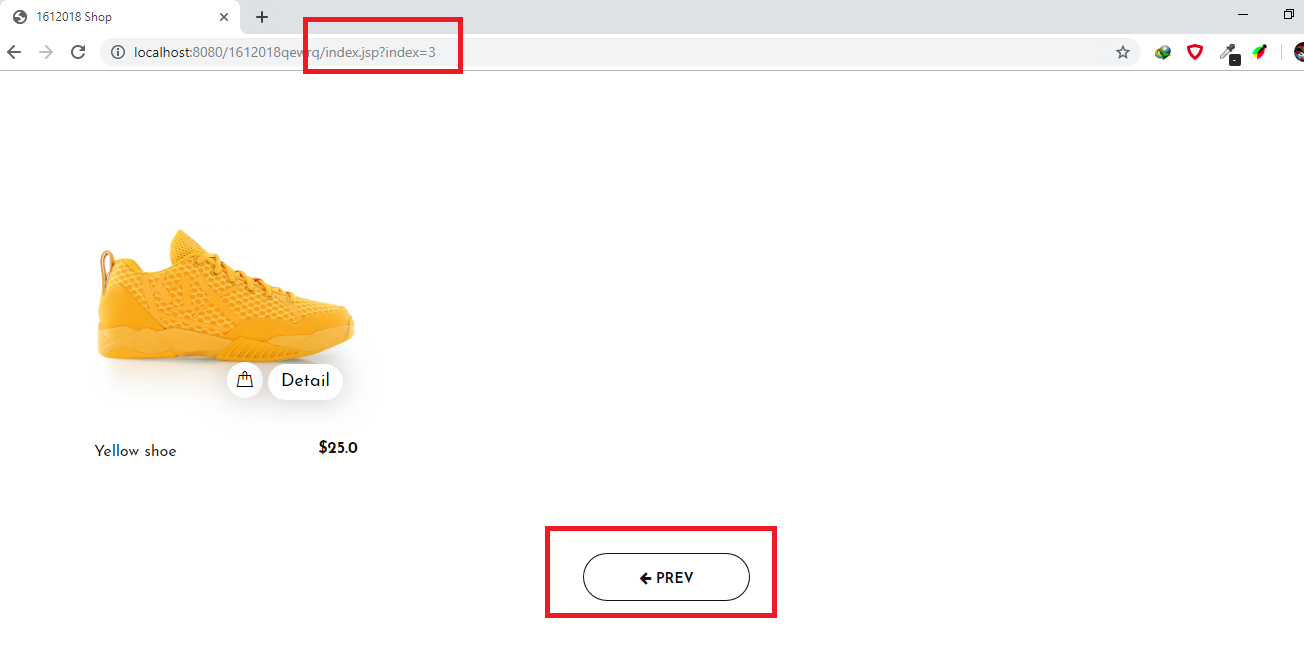 1612018 Shop
localhost:8080/1612018qewrq/index.jsp?index=3
Detail
Yellow shoe
$25.0
PREV